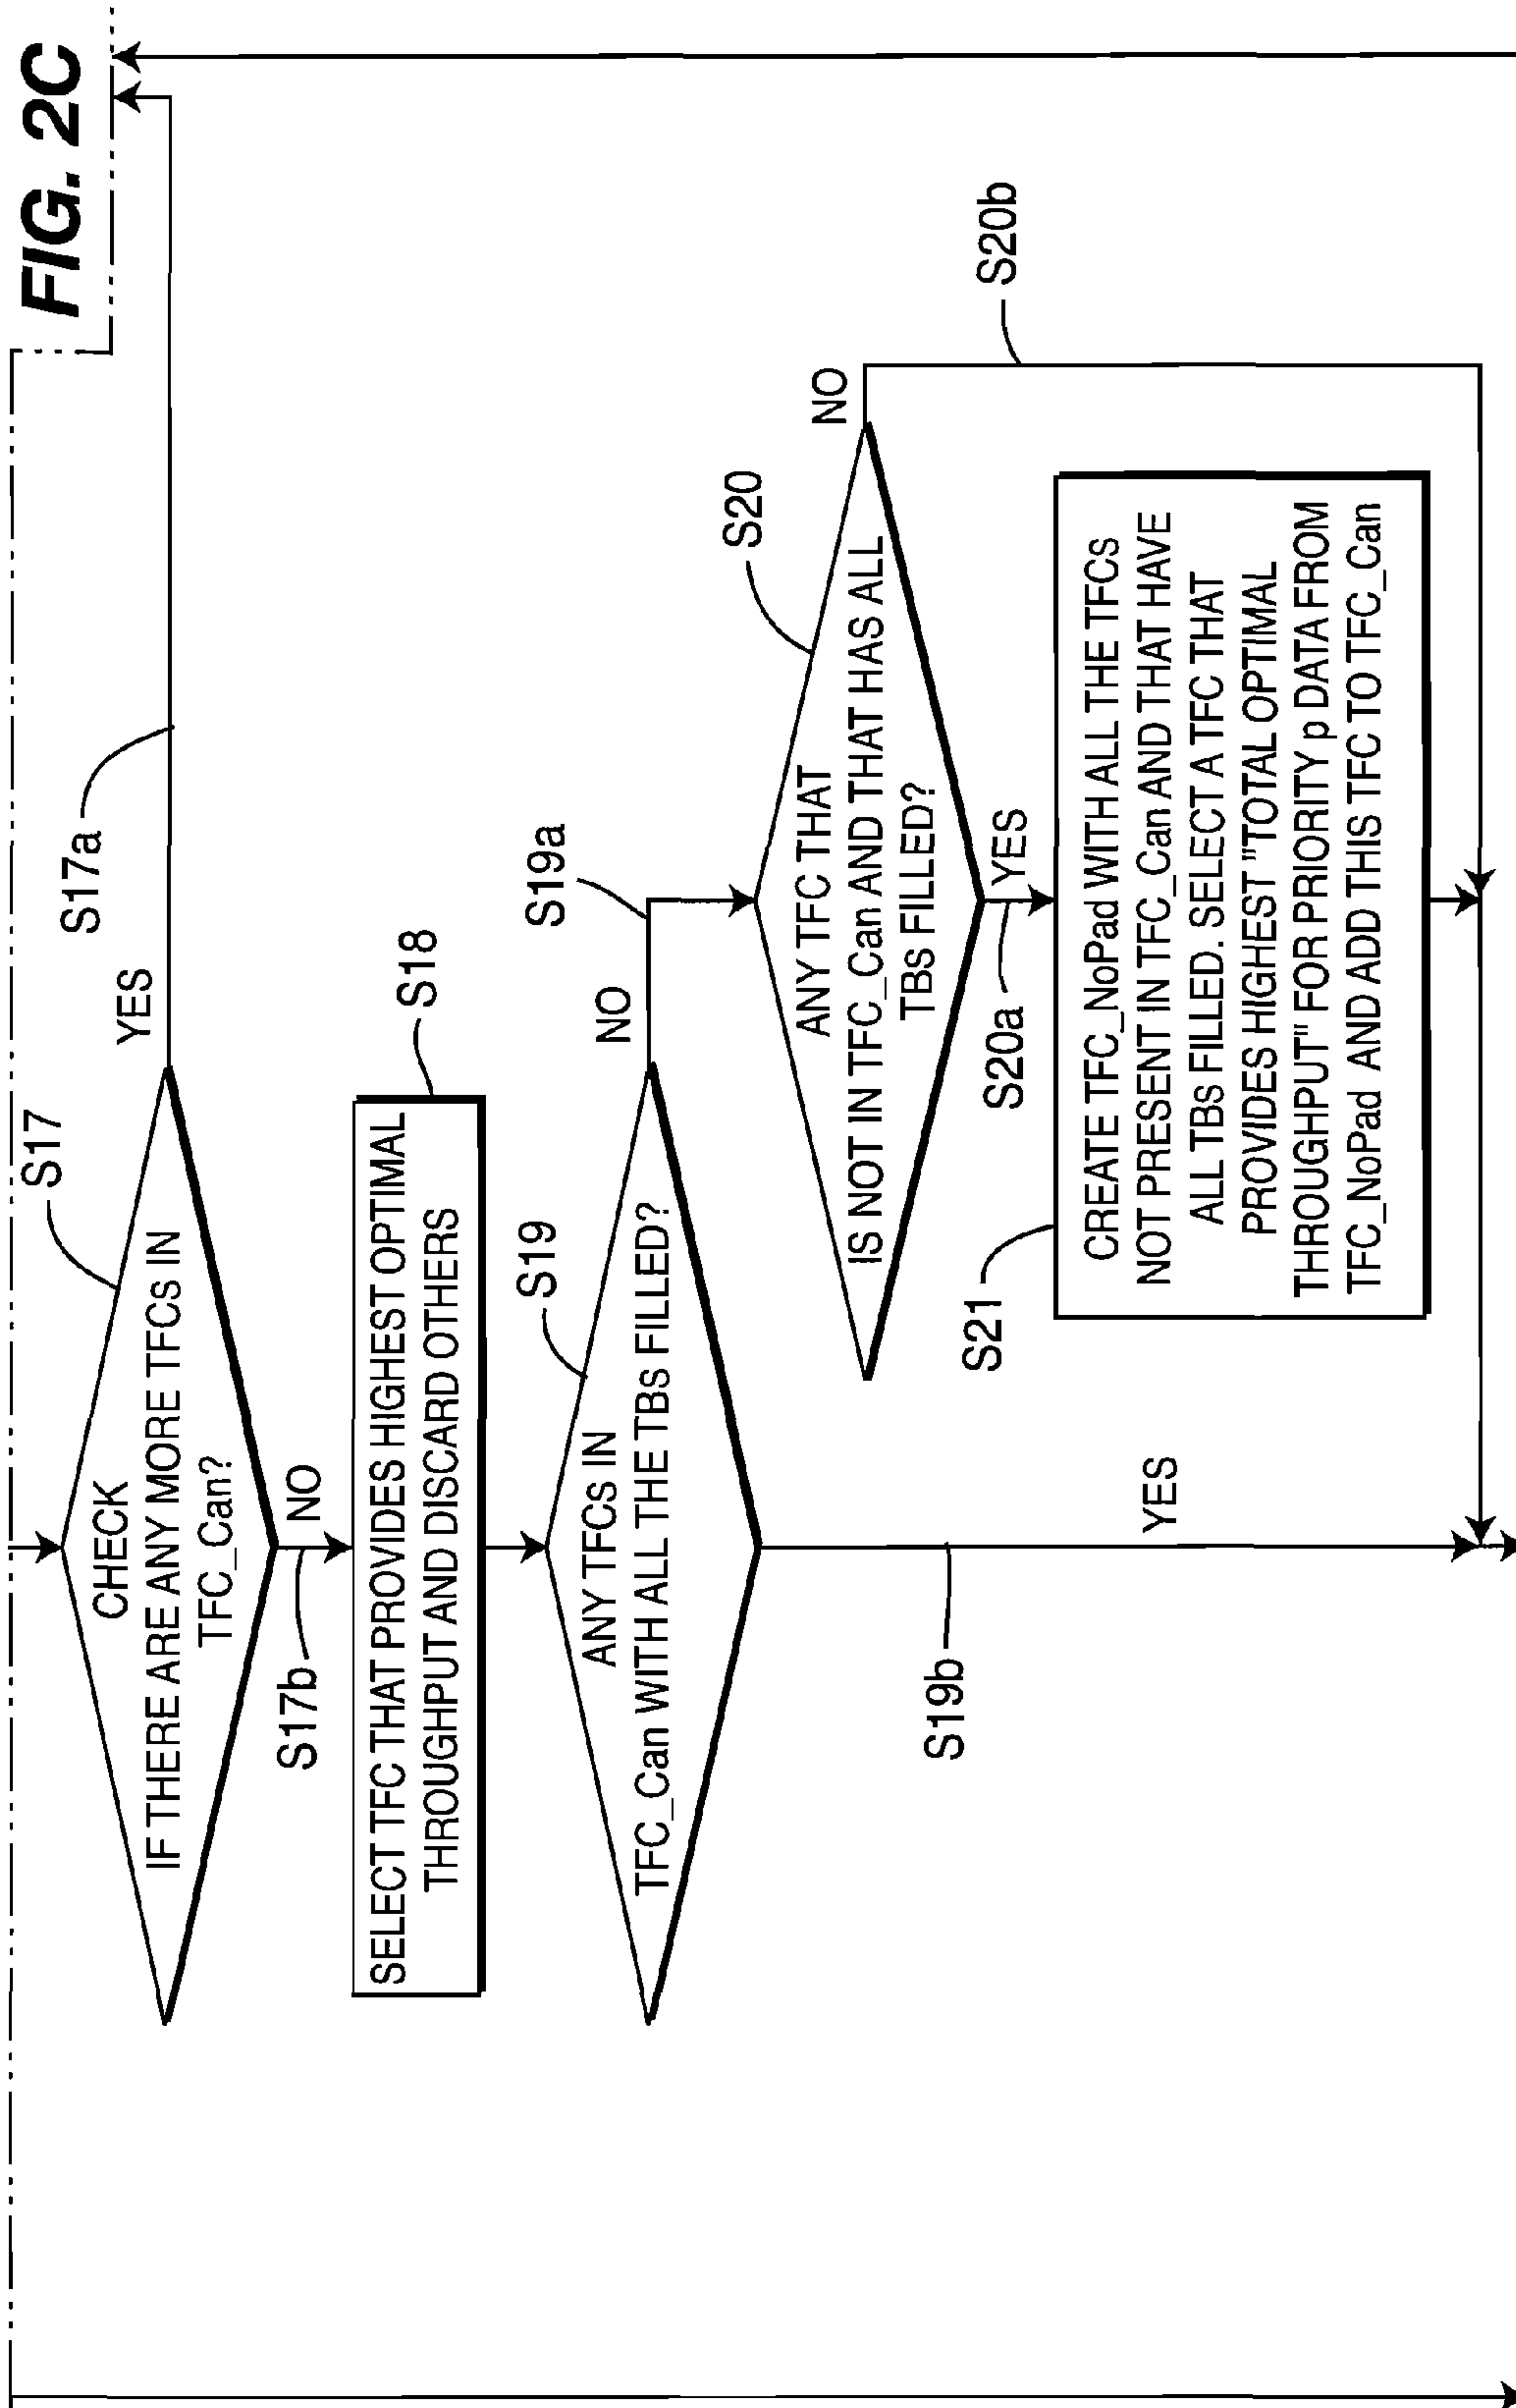 FIG. 2C
S17
CHECK
IF THERE ARE ANY MORE TFCs IN
TFC_Can?
YES
S17a
NO
S17b
S18
SELECT TFC THAT PROVIDES HIGHEST OPTIMAL
THROUGHPUT AND DISCARD OTHERS
S19
ANY TFCs IN
TFC_Can WITH ALL THE TBs FILLED?
NO
S19a
S20
ANY TFC THAT
IS NOT IN TFC_Can AND THAT HAS ALL
TBs FILLED?
NO
S20b
YES
S20a
S19b
YES
S21
CREATE TFC_NoPad WITH ALL THE TFCs
NOT PRESENT IN TFC_Can AND THAT HAVE
ALL TBs FILLED. SELECT A TFC THAT
PROVIDES HIGHEST "TOTAL OPTIMAL
THROUGHPUT" FOR PRIORITY p DATA FROM
TFC_NoPad AND ADD THIS TFC TO TFC_Can